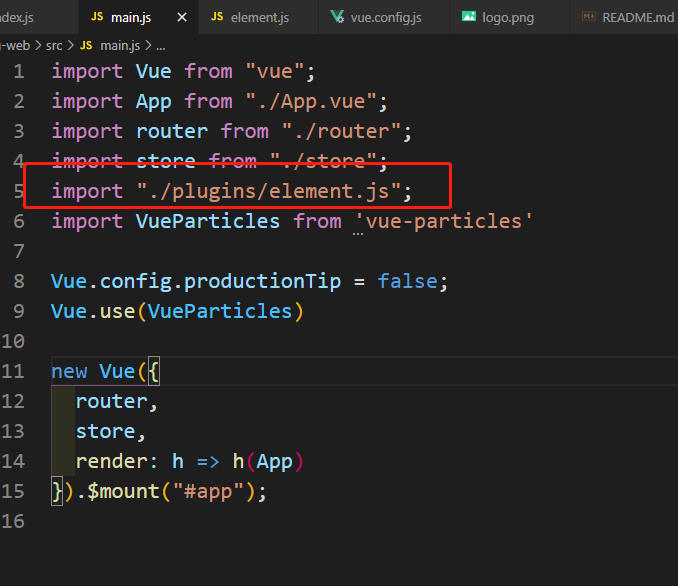 dex.js JS main.js × JS element.js vue.config.js logo.png README.md
-web > src > JS main.js > ...
1 import Vue from "vue";
2 import App from "./App.vue";
3 import router from "./router";
4 import store from "./store";
5 import "./plugins/element.js";
6 import VueParticles from 'vue-particles'
7
8 Vue.config.productionTip = false;
9 Vue.use(VueParticles)
10
11 new Vue({
12 router,
13 store,
14 render: h => h(App)
15 }).$mount("#app");
16